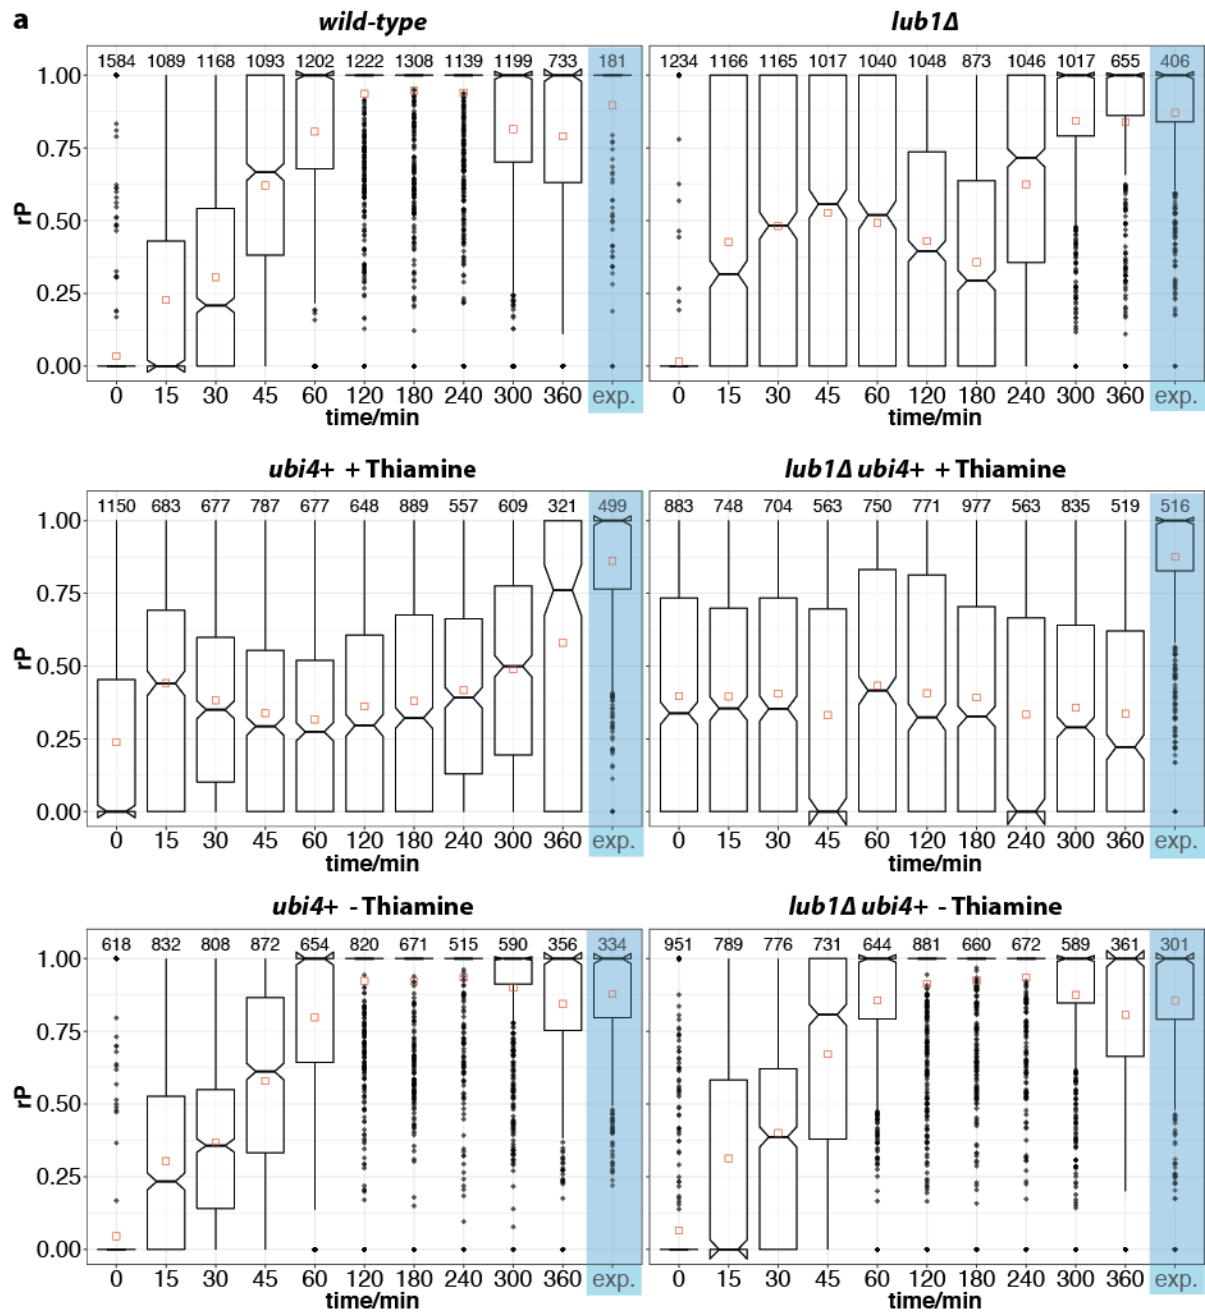 a
wild-type
lub1Δ
1584 1089 1168 1093 1202 1222 1308 1139 1199 733 181
1234 1166 1165 1017 1040 1048 873 1046 1017 655 406
1.00
0.75
0.50
0.25
0.00
rP
0 15 30 45 60 120 180 240 300 360 exp.
0 15 30 45 60 120 180 240 300 360 exp.
time/min
time/min
ubi4+ + Thiamine
lub1Δ ubi4+ + Thiamine
1150 683 677 787 677 648 889 557 609 321 499
883 748 704 563 750 771 977 563 835 519 516
1.00
0.75
0.50
0.25
0.00
rP
0 15 30 45 60 120 180 240 300 360 exp.
0 15 30 45 60 120 180 240 300 360 exp.
time/min
time/min
ubi4+ - Thiamine
lub1Δ ubi4+ - Thiamine
618 832 808 872 654 820 671 515 590 356 334
951 789 776 731 644 881 660 672 589 361 301
1.00
0.75
0.50
0.25
0.00
rP
0 15 30 45 60 120 180 240 300 360 exp.
0 15 30 45 60 120 180 240 300 360 exp.
time/min
time/min